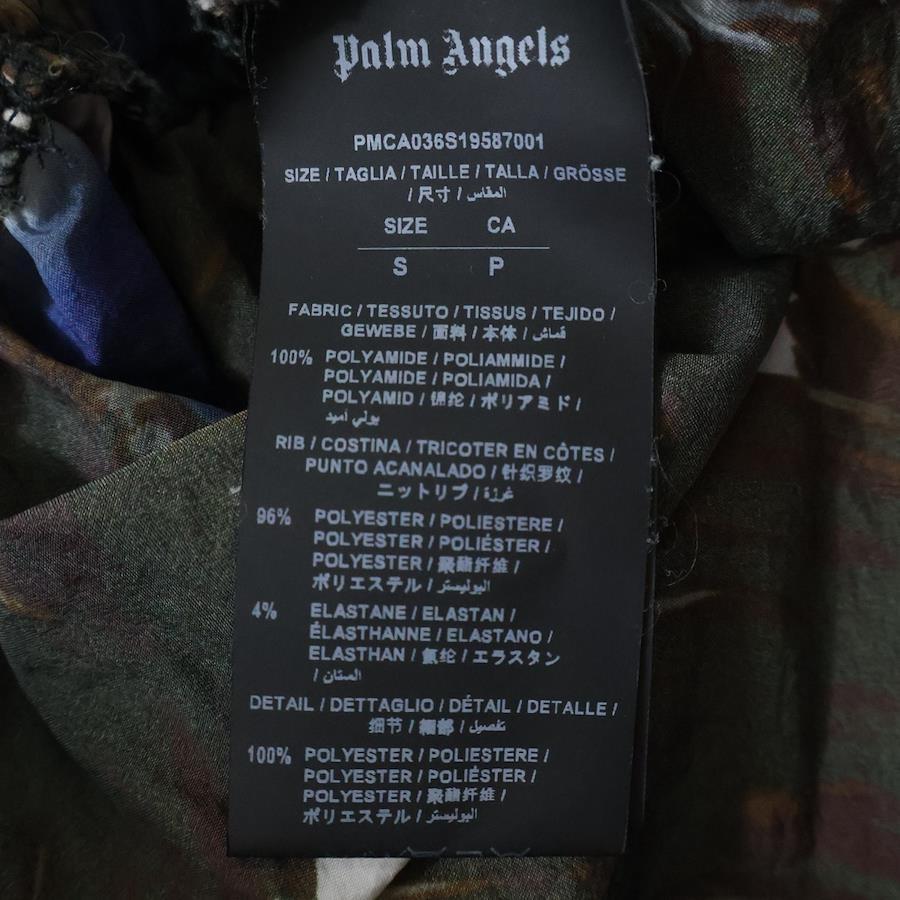 Palm Angels
PMCA036S19587001
SIZE / TAGLIA / TAILLE / TALLA / GRÖSSE
/ 尺寸 / المقاس
SIZE CA
S P
FABRIC / TESSUTO / TISSUS / TEJIDO /
GEWEBE / 面料 / 本体 / قماش
100% POLYAMIDE / POLIAMMIDE /
POLYAMIDE / POLIAMIDA /
POLYAMID / 锦纶 / ポリアミド /
بولي أميد
RIB / COSTINA / TRICOTER EN CÔTES /
PUNTO ACANALADO / 针织罗纹 /
ニットリブ / غرزة
96% POLYESTER / POLIESTERE /
POLYESTER / POLIÉSTER /
POLYESTER / 聚酯纤维 /
ポリエステル / البوليستر
4% ELASTANE / ELASTAN /
ÉLASTHANNE / ELASTANO /
ELASTHAN / 氨纶 / エラスタン
/ الستان
DETAIL / DETTAGLIO / DÉTAIL / DETALLE /
细节 / 細部 / تفصيل
100% POLYESTER / POLIESTERE /
POLYESTER / POLIÉSTER /
POLYESTER / 聚酯纤维 /
ポリエステル / البوليستر